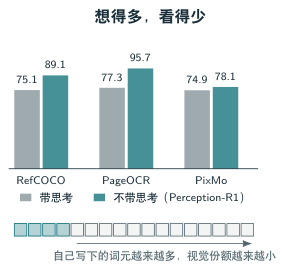 想得多，看得少
75.1 89.1 77.3 95.7 74.9 78.1
RefCOCO PageOCR PixMo
带思考 不带思考（Perception-R1）
自己写下的词元越来越多，视觉份额越来越小